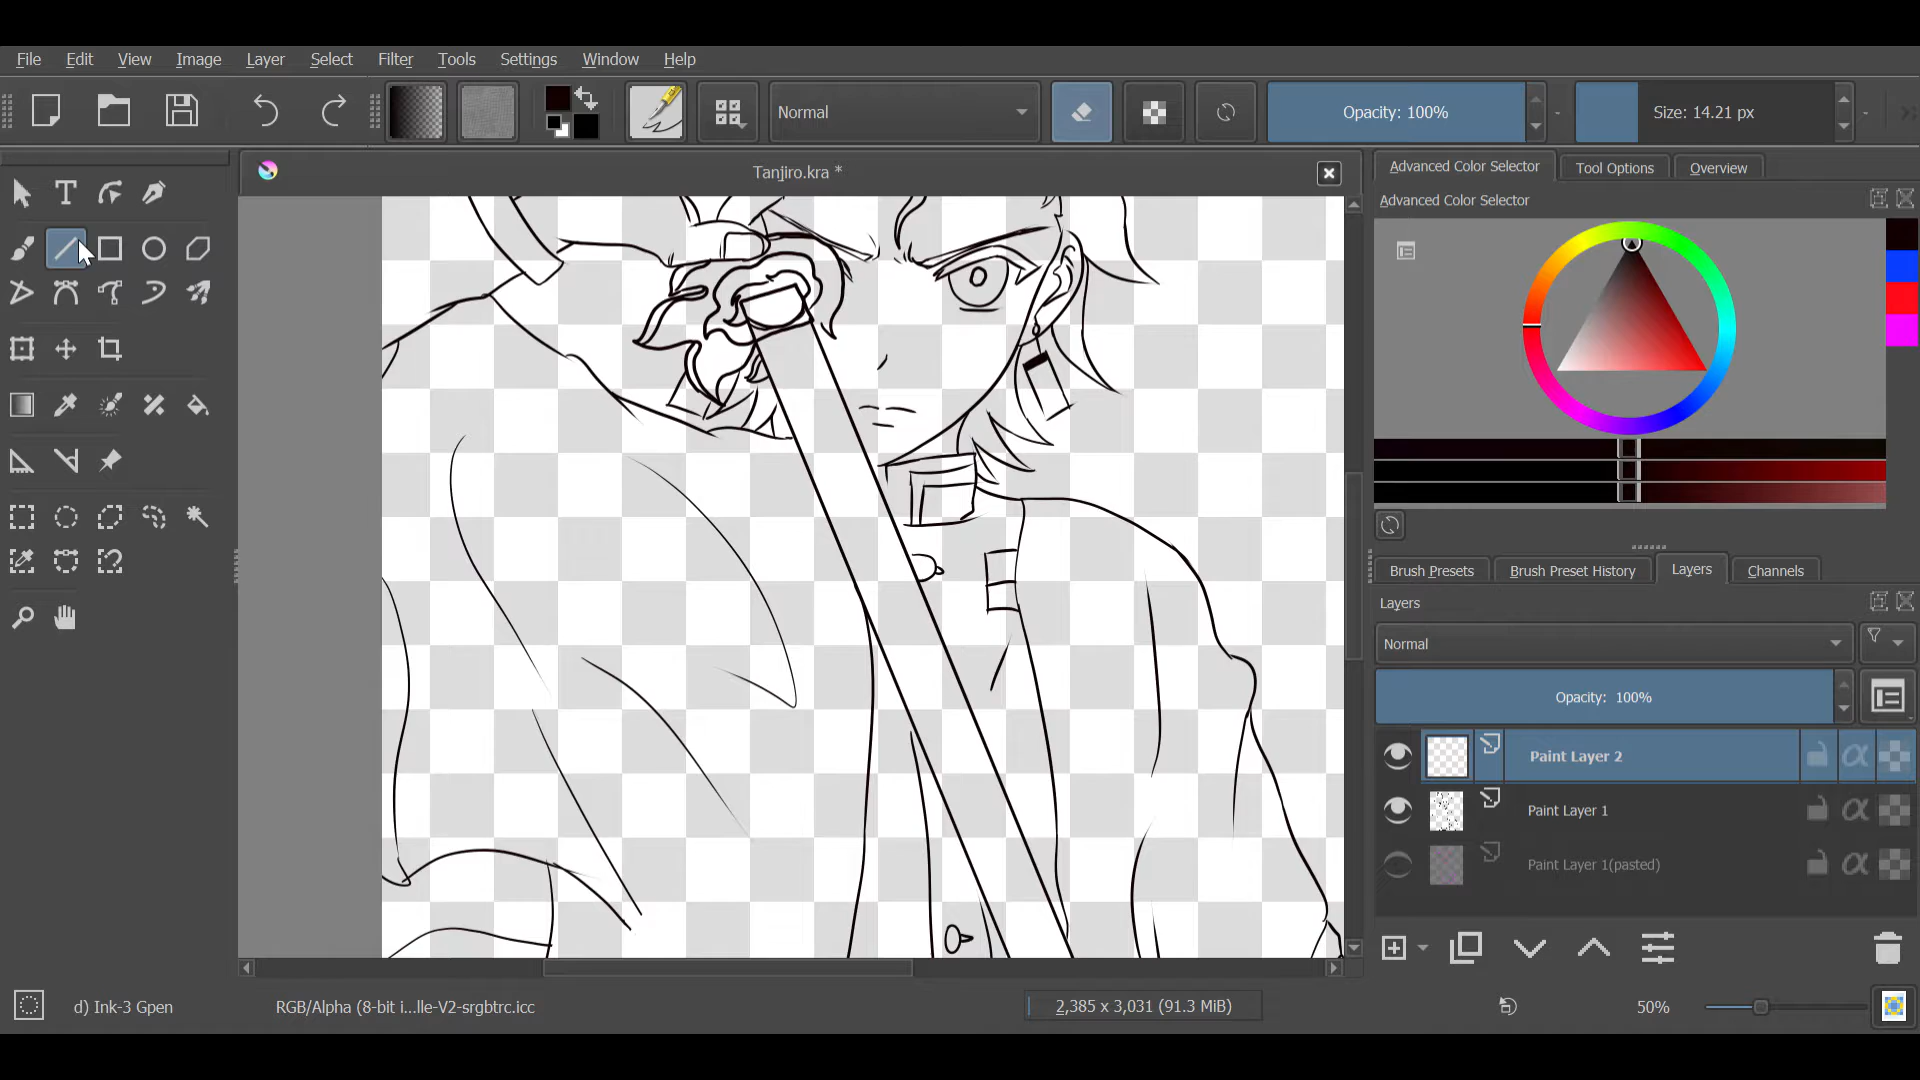 File Edit View Image Layer Select Filter Tools Settings Window Help
Normal Opacity: 100% Size: 14.21 px
Tanjiro.kra *
Advanced Color Selector Tool Options Overview
Advanced Color Selector
Brush Presets Brush Preset History Layers Channels
Layers
Normal
Opacity: 100%
Paint Layer 2
Paint Layer 1
Paint Layer 1(pasted)
d) Ink-3 Gpen RGB/Alpha (8-bit i...lle-V2-srgbtrc.icc 2,385 x 3,031 (91.3 MiB) 50%